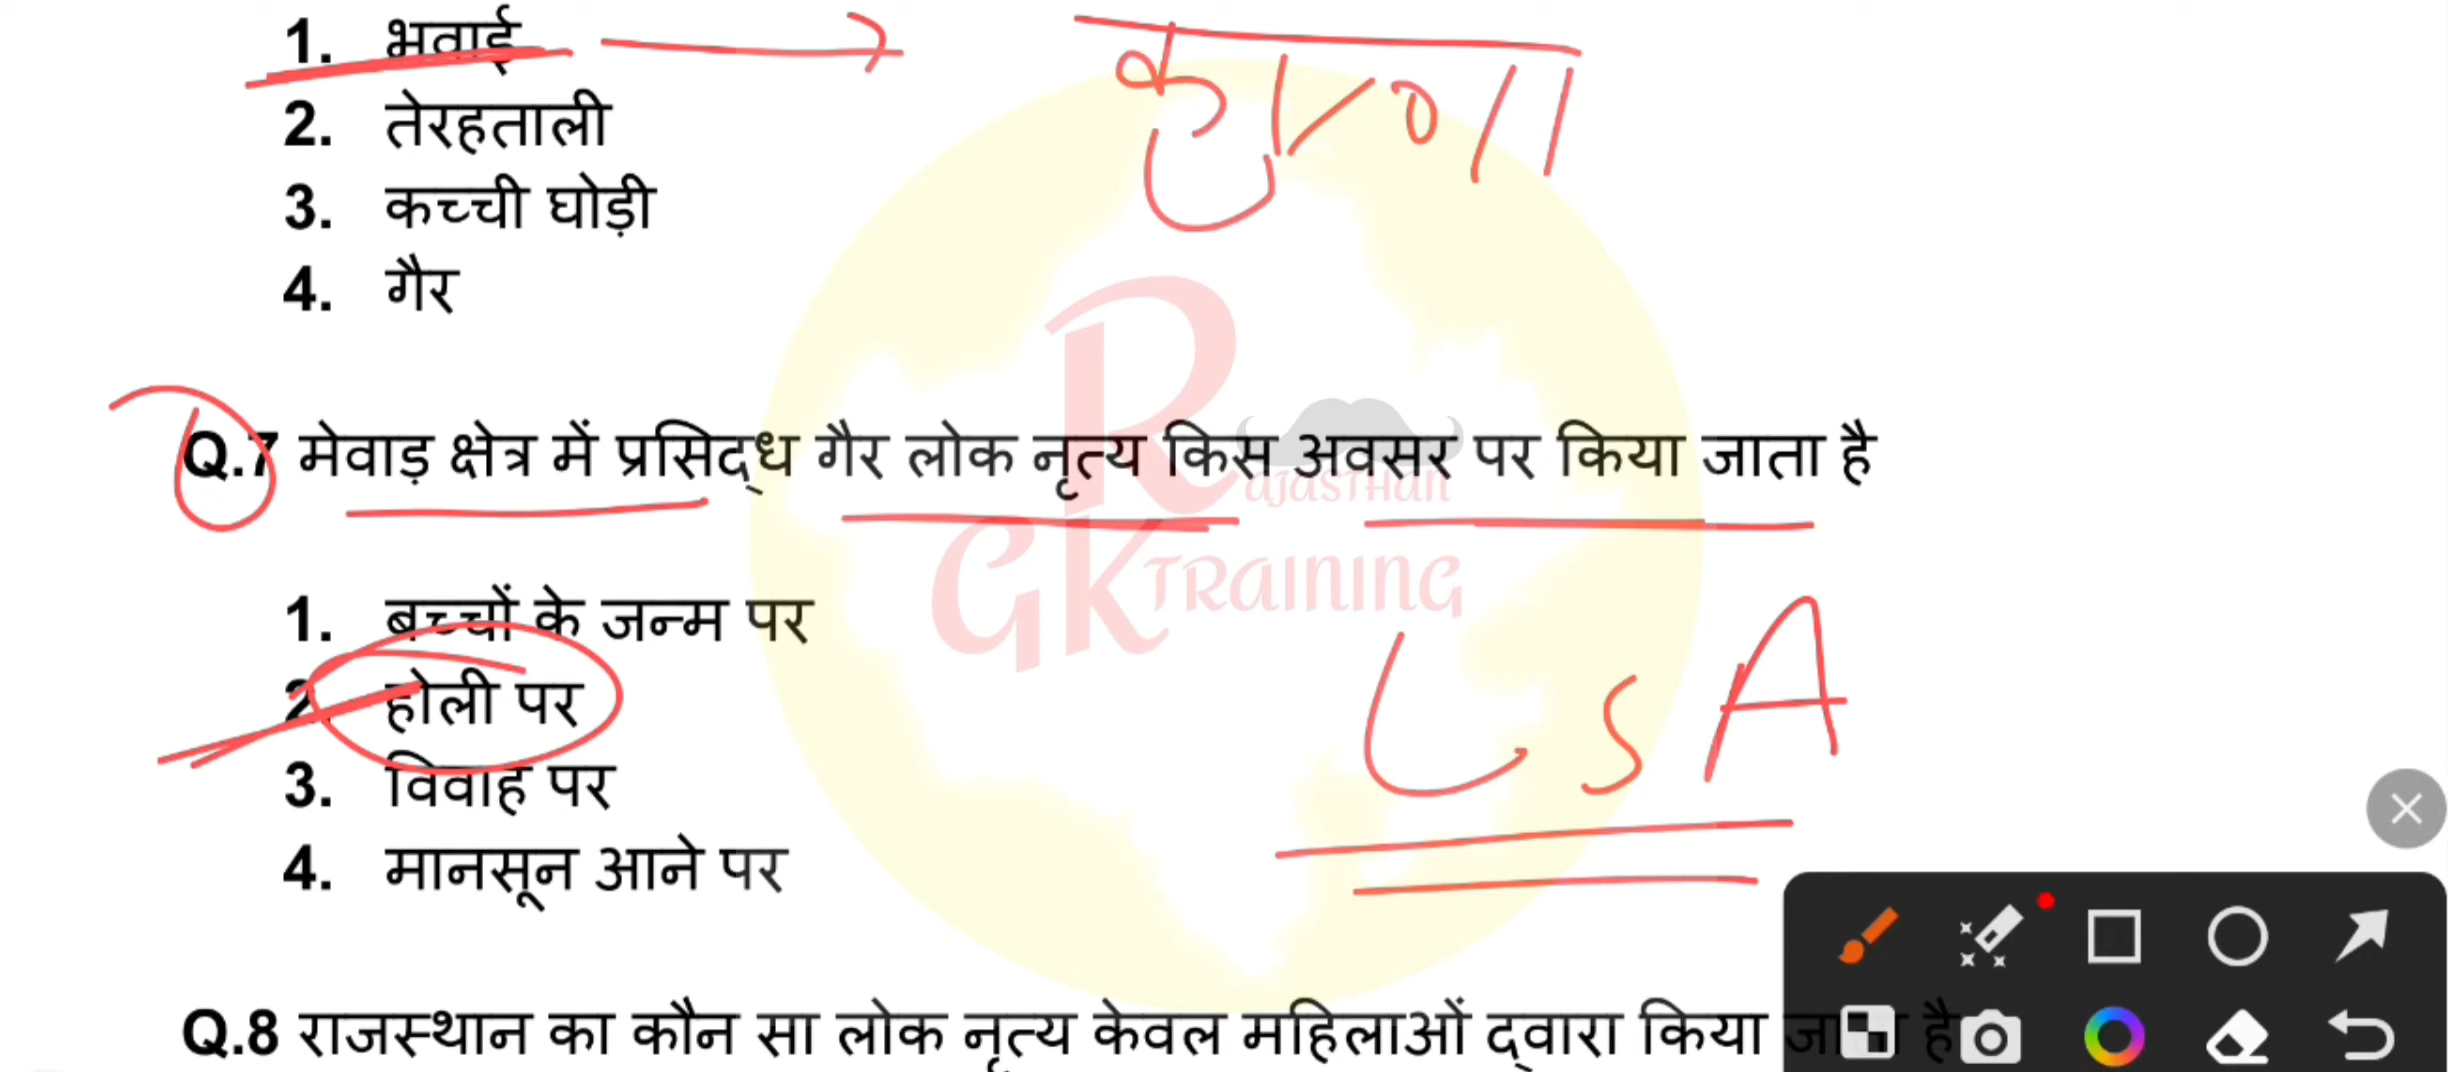 1. भवाई
2. तेरहताली
3. कच्ची घोड़ी
4. गैर
Q.7 मेवाड़ क्षेत्र में प्रसिद्ध गैर लोक नृत्य किस अवसर पर किया जाता है
RAJASTHAN
GK TRAINING
1. बच्चों के जन्म पर
2. होली पर
3. विवाह पर
4. मानसून आने पर
LSA
Q.8 राजस्थान का कौन सा लोक नृत्य केवल महिलाओं द्वारा किया जाता है